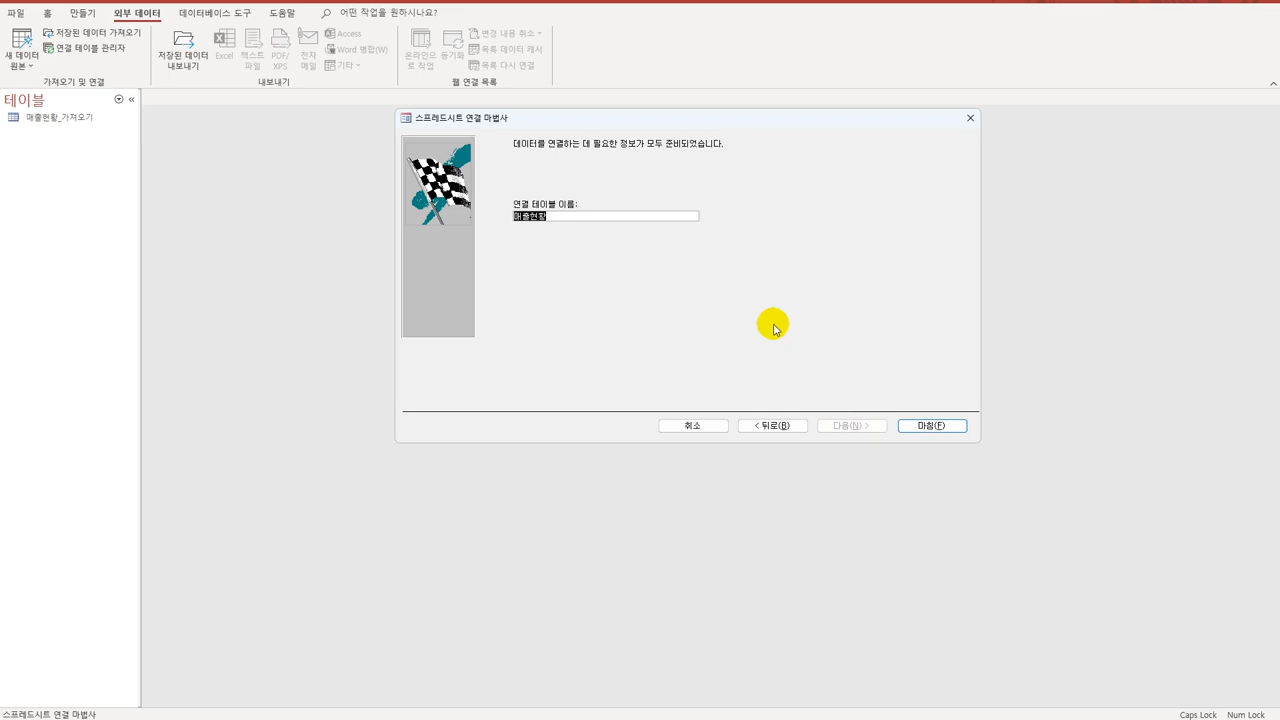 파일 홈 만들기 외부 데이터 데이터베이스 도구 도움말 어떤 작업을 원하시나요?
새 데이터
원본
저장된 데이터 가져오기
연결 테이블 관리자
가져오기 및 연결
저장된 데이터
내보내기
Excel
텍스트
파일
PDF/
XPS
전자
메일
Access
Word 병합(W)
기타
내보내기
온라인으
로 작업
동기화
변경 내용 취소
목록 데이터 캐시
목록 다시 연결
웹 연결 목록
테이블
매출현황_가져오기
스프레드시트 연결 마법사
데이터를 연결하는 데 필요한 정보가 모두 준비되었습니다.
연결 테이블 이름:
매출현황
취소 < 뒤로(B) 다음(N) > 마침(F)
스프레드시트 연결 마법사 Caps Lock Num Lock